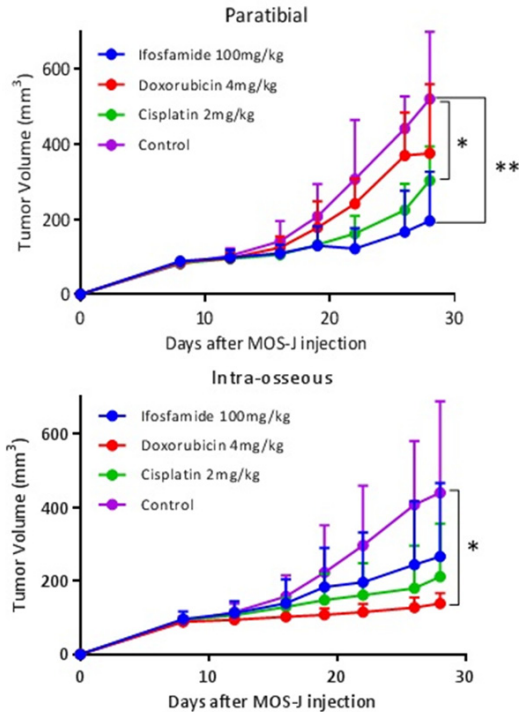 Paratibial
Ifosfamide 100mg/kg
Doxorubicin 4mg/kg
Cisplatin 2mg/kg
Control
Tumor Volume (mm³)
600
400
200
0
*
**
0 10 20 30
Days after MOS-J injection
Intra-osseous
Ifosfamide 100mg/kg
Doxorubicin 4mg/kg
Cisplatin 2mg/kg
Control
Tumor Volume (mm³)
600
400
200
0
*
0 10 20 30
Days after MOS-J injection